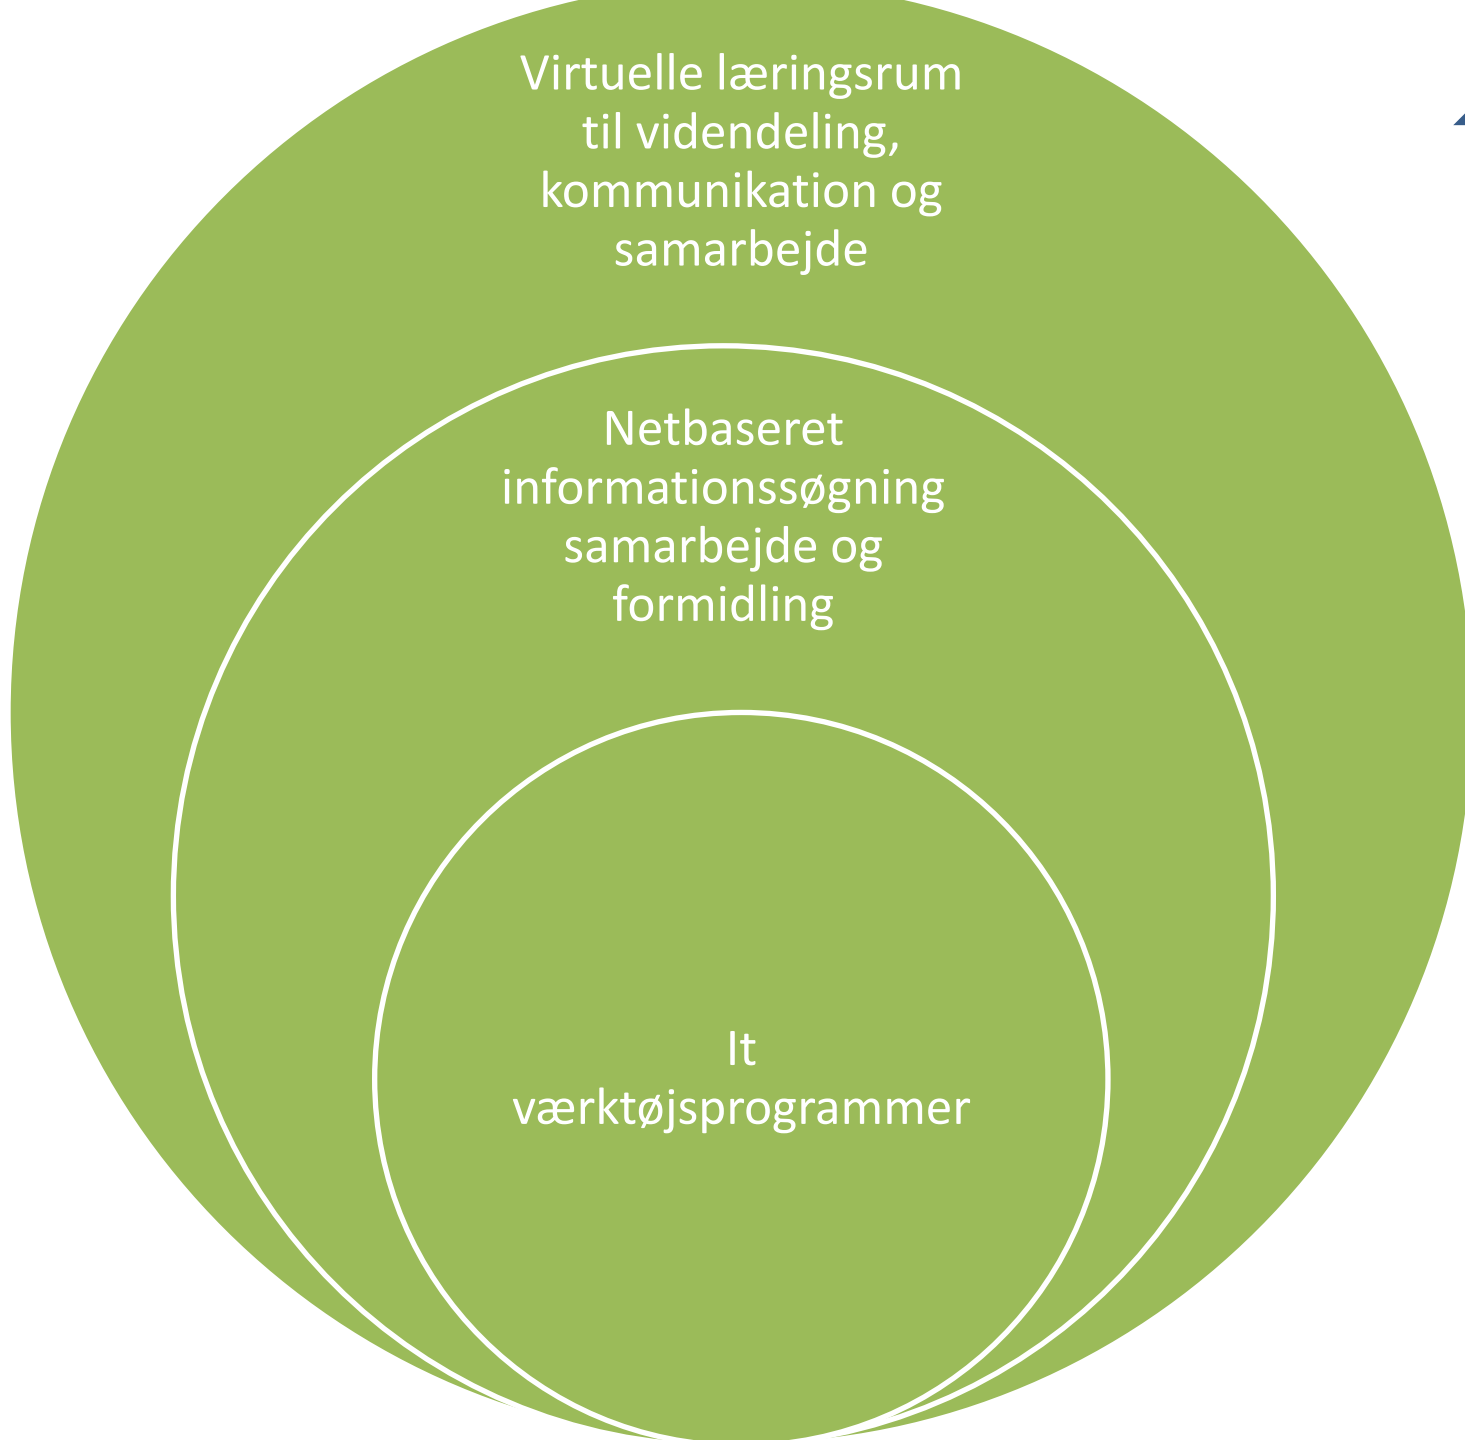 Virtuelle læringsrum
til videndeling,
kommunikation og
samarbejde
Netbaseret
informationssøgning
samarbejde og
formidling
It
værktøjsprogrammer